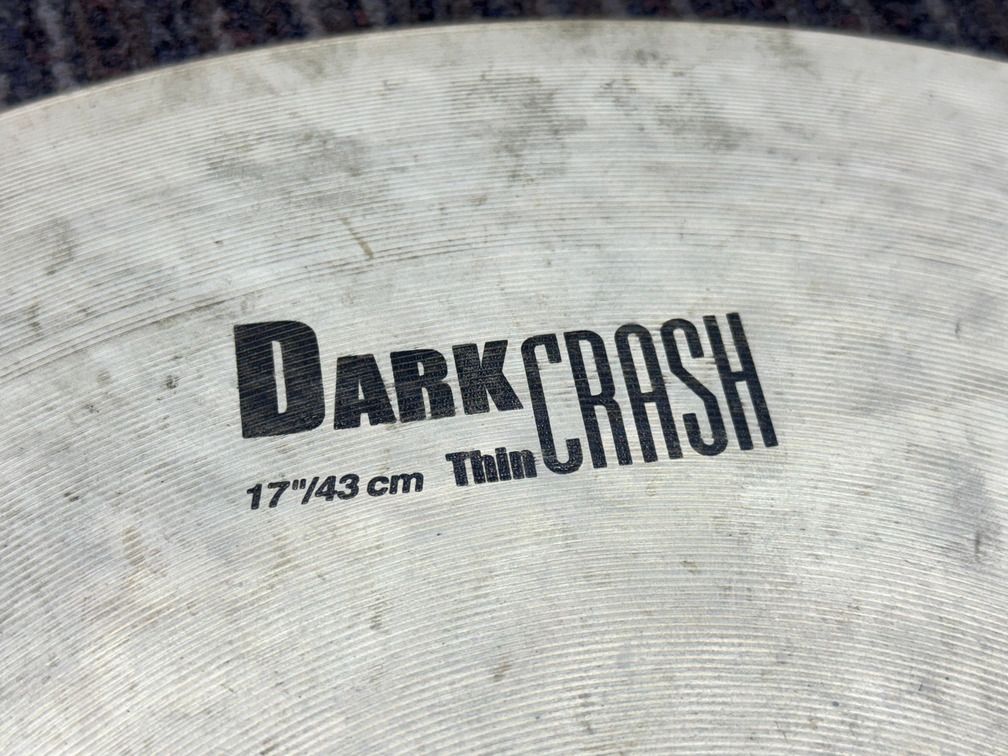 DARK CRASH
17"/43 cm Thin